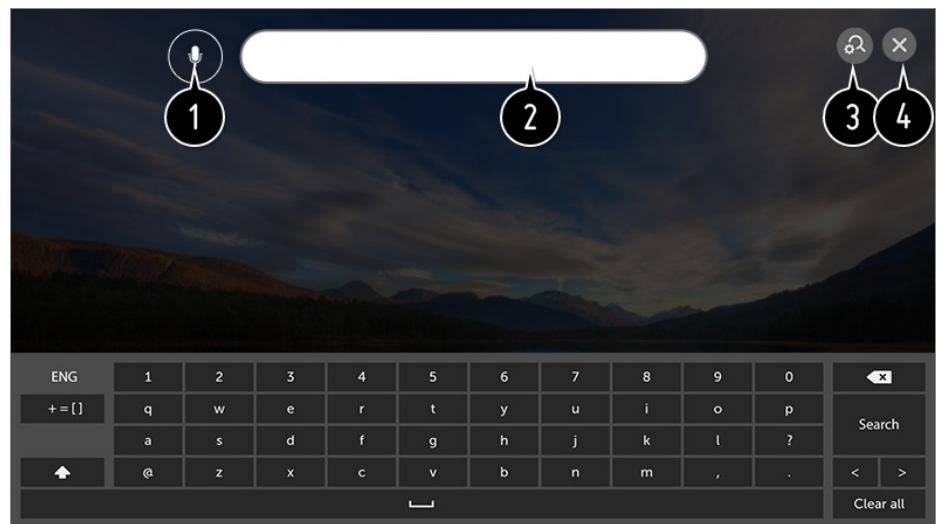 1 2 3 4
ENG 1 2 3 4 5 6 7 8 9 0
+=[] q w e r t y u i o p
a s d f g h j k l ? Search
@ z x c v b n m , . < >
Clear all